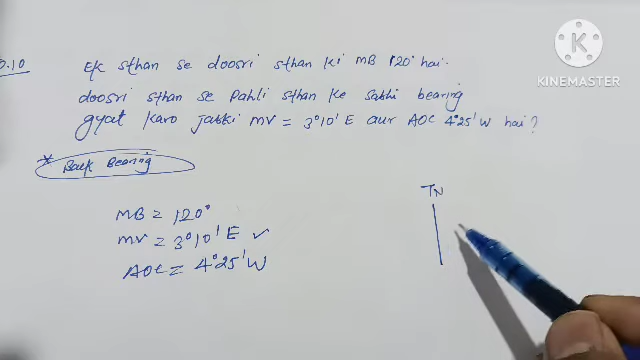 0.10
Ek sthan se doosri sthan ki MB 120° hai.
doosri sthan se Pahli sthan ke sabhi bearing
gyat karo jabki MV = 3°10' E aur AOC 4°25' W hai?
* Back Bearing
MB = 120°
MV = 3°10' E ✓
AOC = 4°25' W
TN
K
KINEMASTER